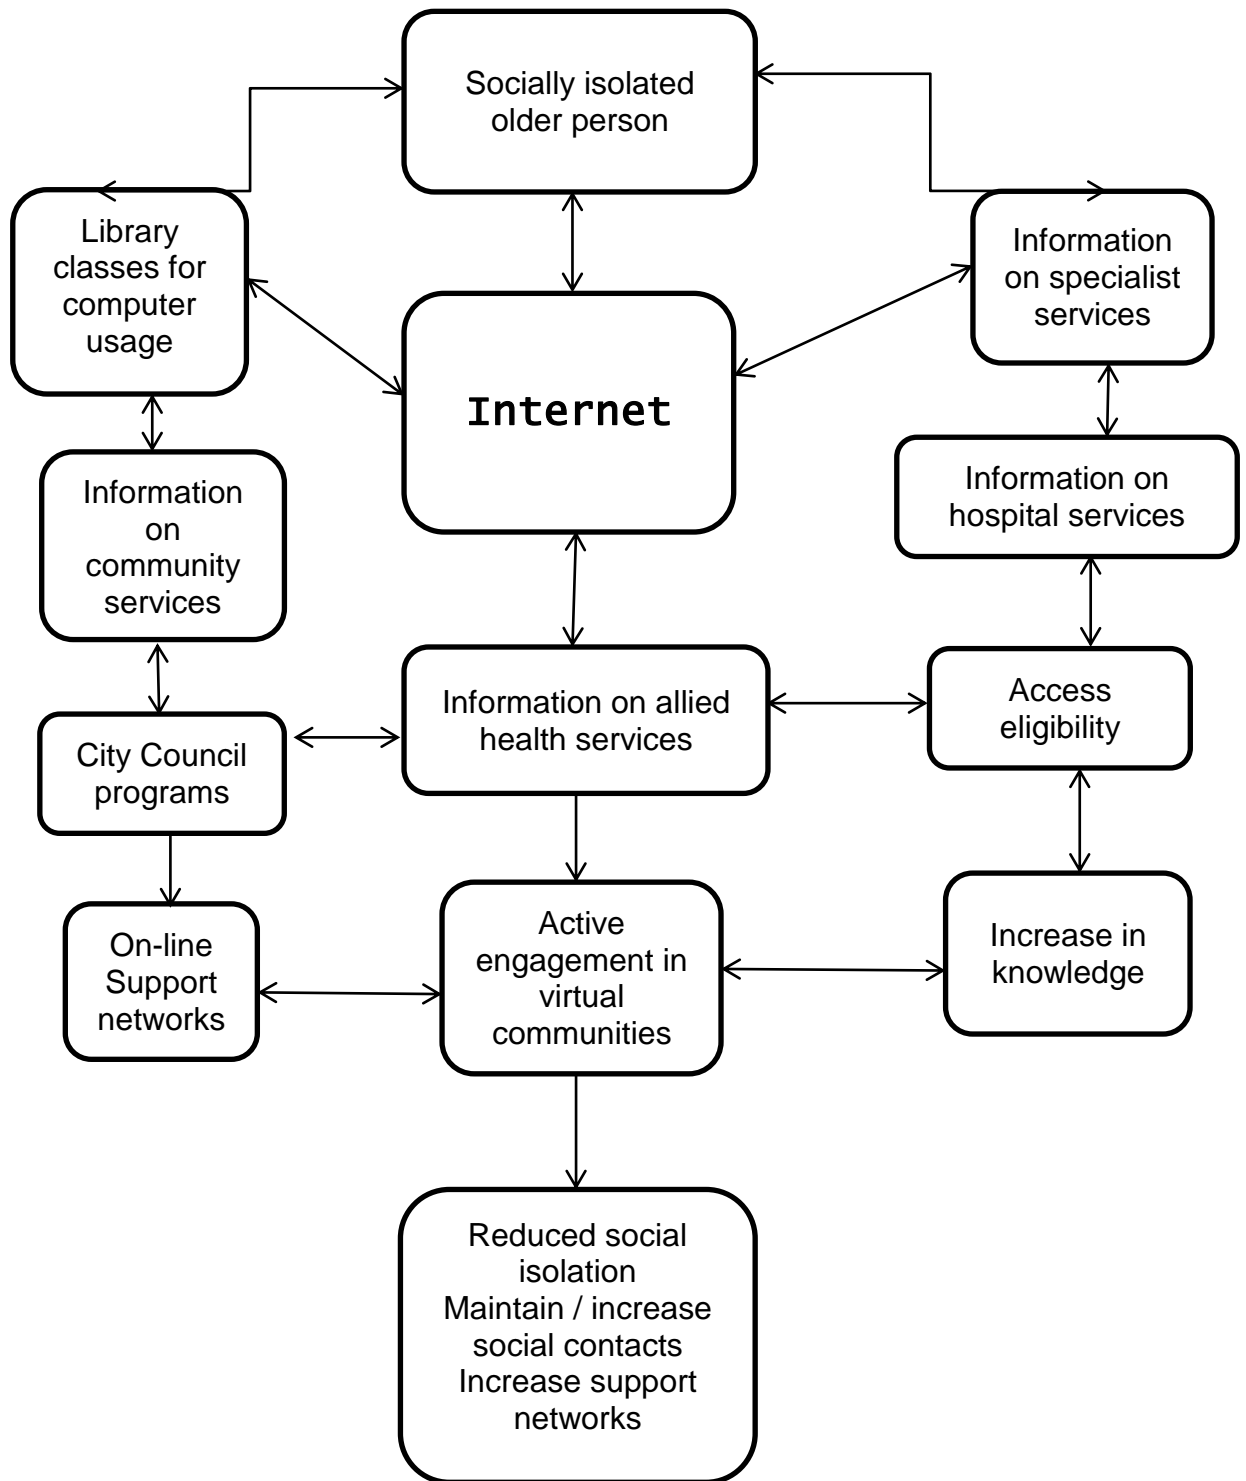 Socially isolated
older person
Library
classes for
computer
usage
Information
on specialist
services
Internet
Information
on
community
services
Information on
hospital services
Information on allied
health services
Access
eligibility
City Council
programs
On-line
Support
networks
Active
engagement in
virtual
communities
Increase in
knowledge
Reduced social
isolation
Maintain / increase
social contacts
Increase support
networks